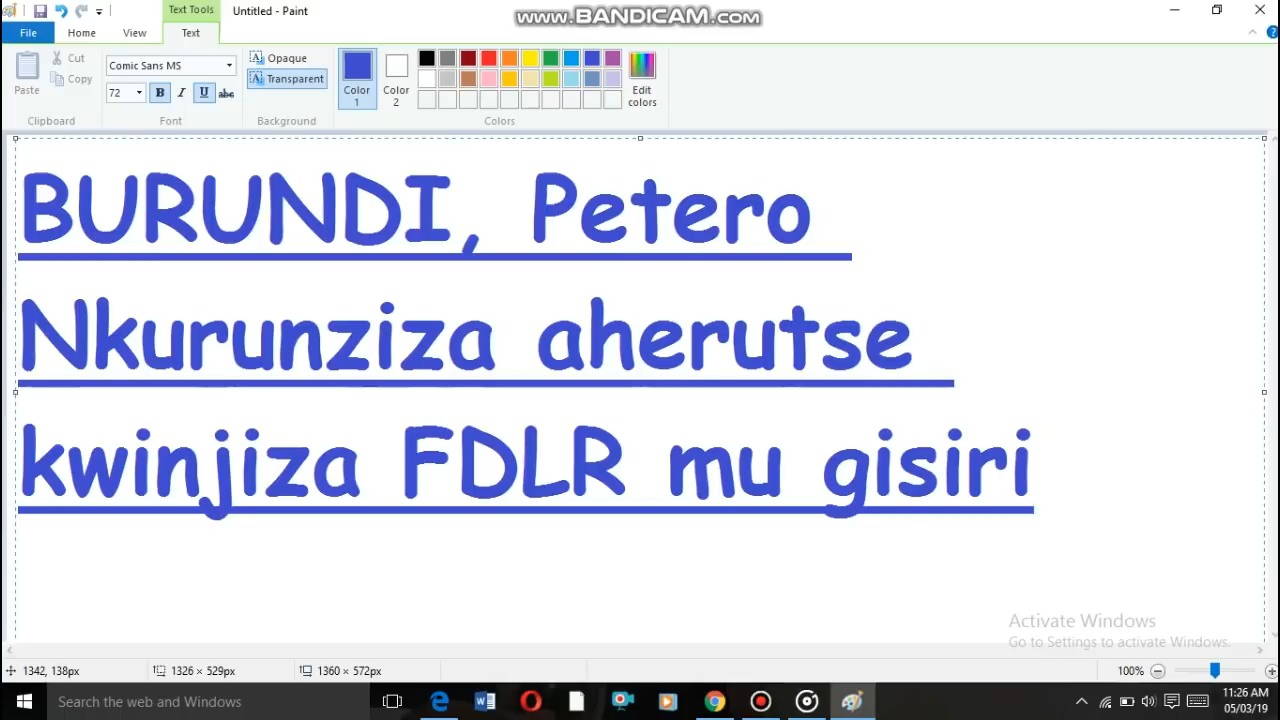 Text Tools
Untitled - Paint
www.BANDICAM.com
File
Home
View
Text
Paste
Cut
Copy
Clipboard
Comic Sans MS
72
B
I
U
abc
Font
Opaque
Transparent
Background
Color 1
Color 2
Edit colors
Colors
BURUNDI, Petero
Nkurunziza aherutse
kwinjiza FDLR mu gisiri
Activate Windows
Go to Settings to activate Windows.
1342, 138px
1326 × 529px
1360 × 572px
100%
Search the web and Windows
11:26 AM
05/03/19